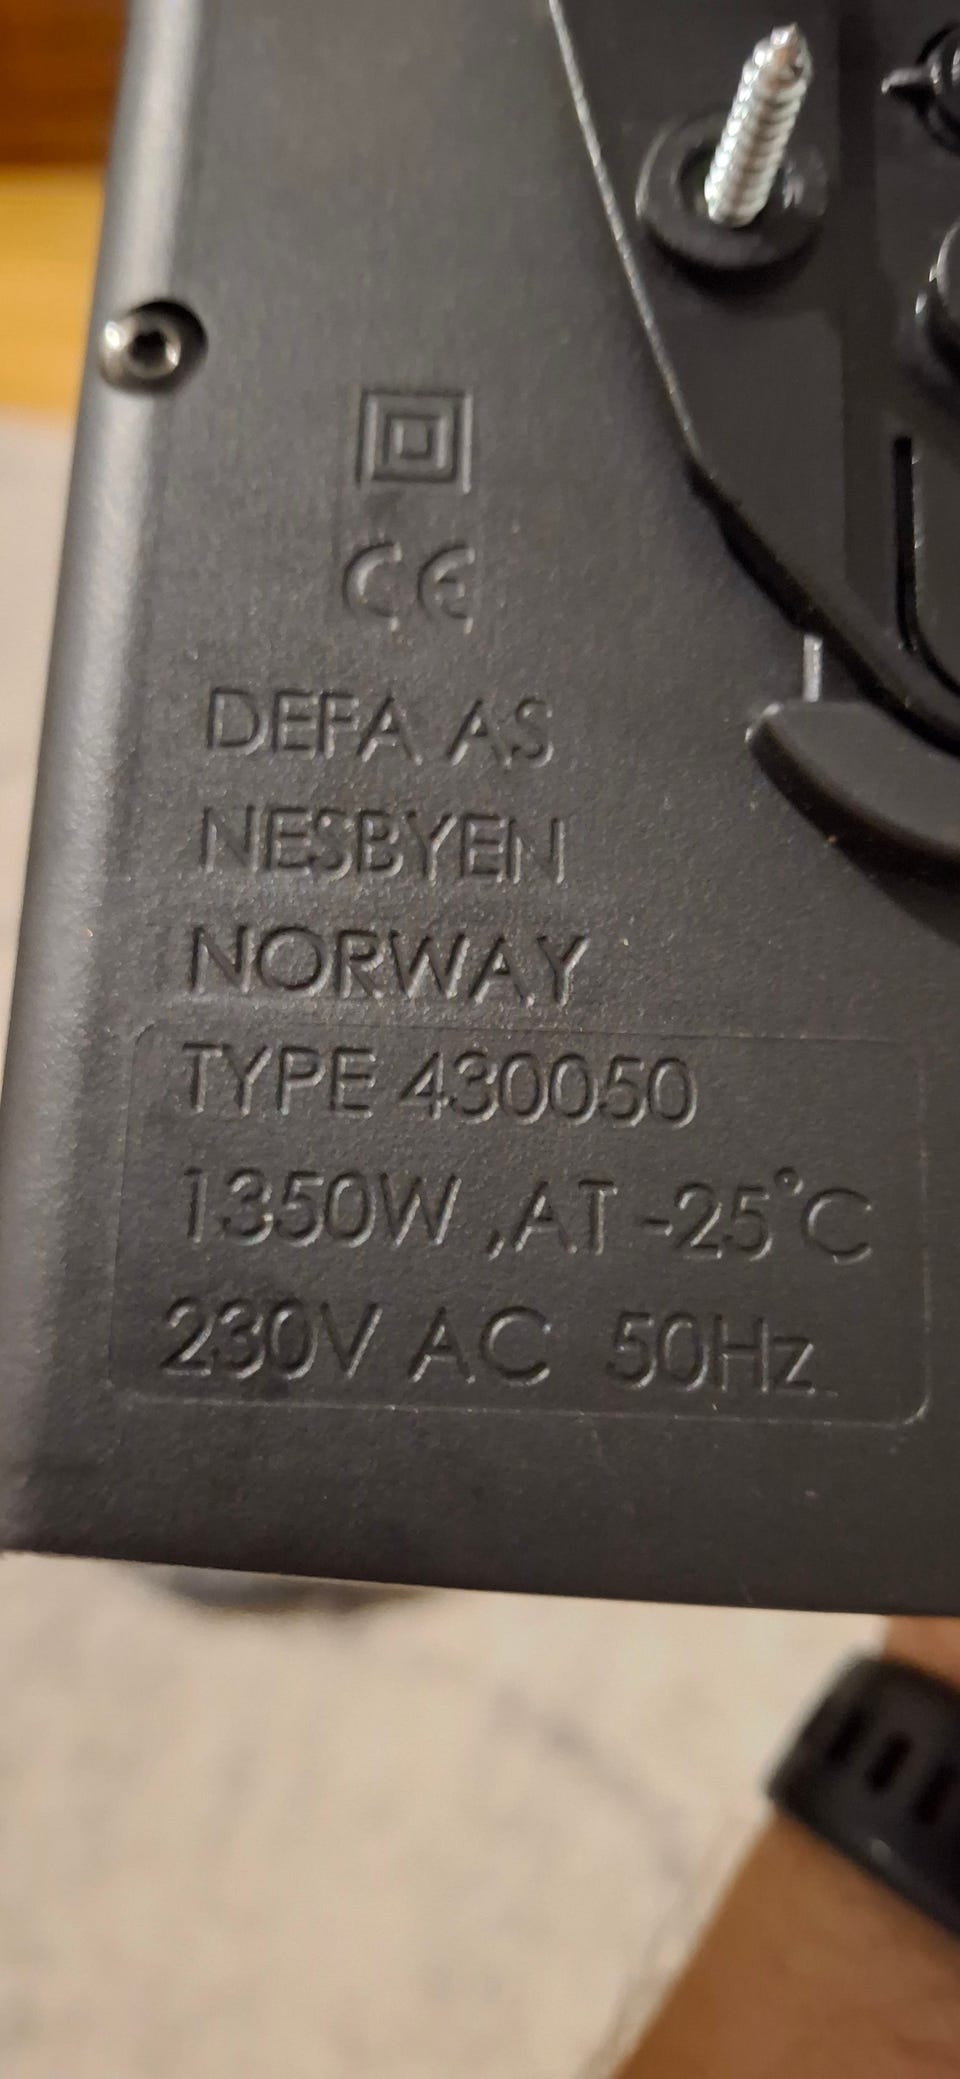 CE
DEFA AS
NESBYEN
NORWAY
TYPE 430050
1350W ,AT -25°C
230V AC 50Hz